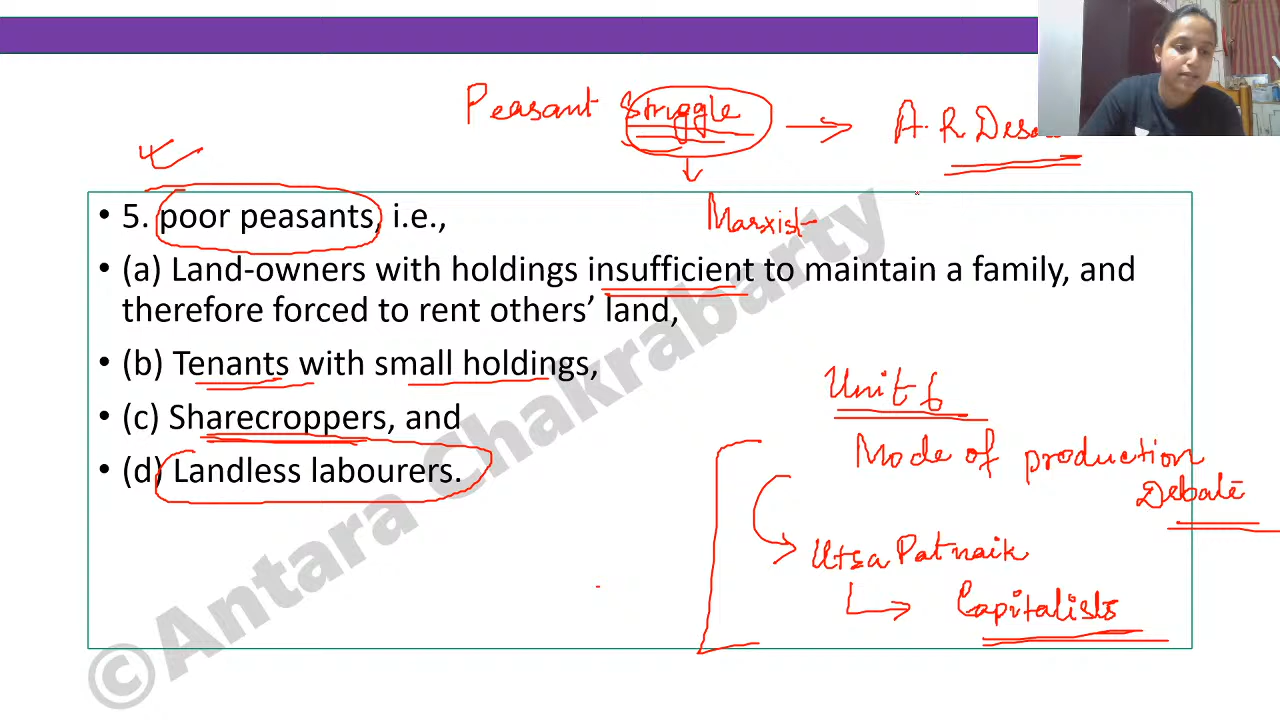 Peasant struggle → A. R Desa
Marxist
• 5. poor peasants, i.e.,
• (a) Land-owners with holdings insufficient to maintain a family, and
therefore forced to rent others’ land,
• (b) Tenants with small holdings,
• (c) Sharecroppers, and
• (d) Landless labourers.
Unit 6
Mode of production
Debate
Utsa Patnaik
Capitalists
©Antara Chakrabarty